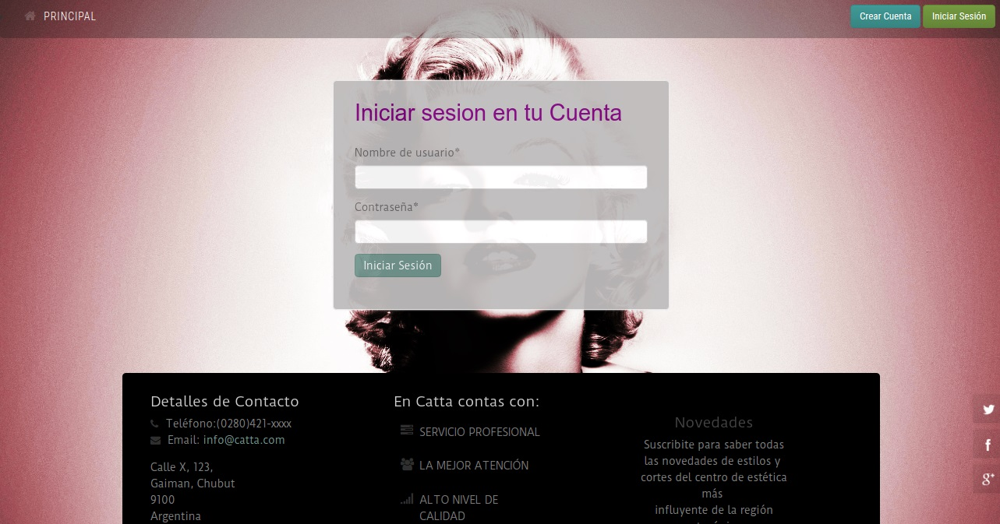 PRINCIPAL
Crear Cuenta
Iniciar Sesión
Iniciar sesion en tu Cuenta
Nombre de usuario*
Contraseña*
Iniciar Sesión
Detalles de Contacto
Teléfono:(0280)421-xxxx
Email: info@catta.com
Calle X, 123,
Gaiman, Chubut
9100
Argentina
En Catta contas con:
SERVICIO PROFESIONAL
LA MEJOR ATENCIÓN
ALTO NIVEL DE
CALIDAD
Novedades
Suscribite para saber todas
las novedades de estilos y
cortes del centro de estética
más
influyente de la región